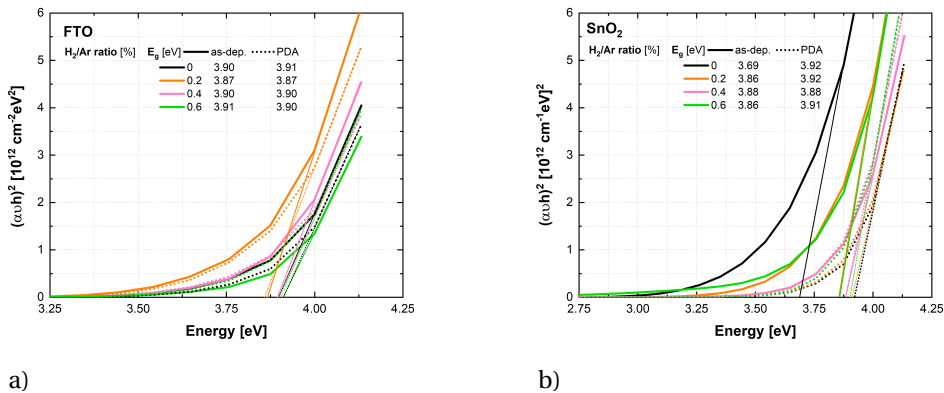 FTO
H₂/Ar ratio [%] E_g [eV] as-dep. PDA
0 3.90 3.91
0.2 3.87 3.87
0.4 3.90 3.90
0.6 3.91 3.90
6
5
4
3
2
1
0
(αυh)² [10¹² cm⁻²eV²]
3.25 3.50 3.75 4.00 4.25
Energy [eV]
a)
SnO₂
H₂/Ar ratio [%] E_g [eV] as-dep. PDA
0 3.69 3.92
0.2 3.86 3.92
0.4 3.88 3.88
0.6 3.86 3.91
6
5
4
3
2
1
0
(αυh)² [10¹² cm⁻¹eV]²
2.75 3.00 3.25 3.50 3.75 4.00 4.25
Energy [eV]
b)